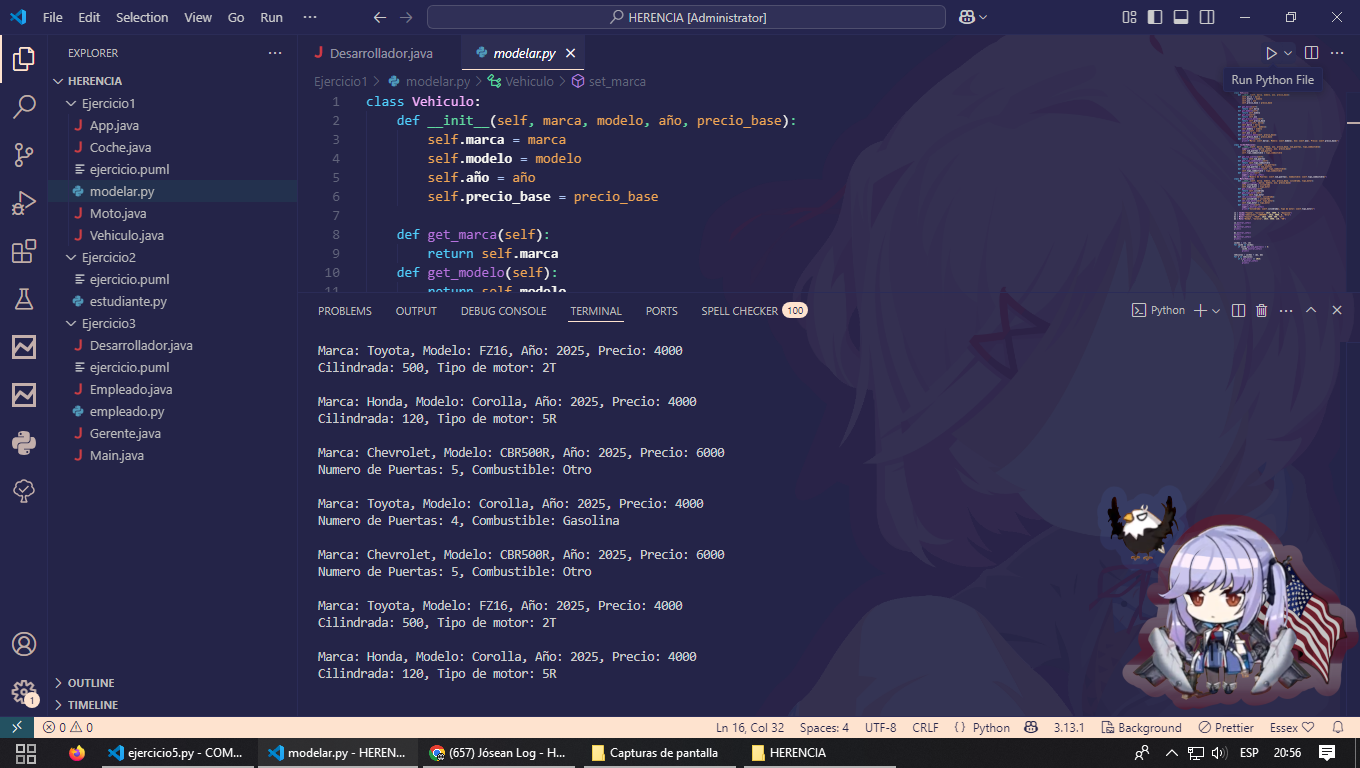 File Edit Selection View Go Run ··· HERENCIA [Administrator]
EXPLORER
HERENCIA
Ejercicio1
App.java
Coche.java
ejercicio.puml
modelar.py
Moto.java
Vehiculo.java
Ejercicio2
ejercicio.puml
estudiante.py
Ejercicio3
Desarrollador.java
ejercicio.puml
Empleado.java
empleado.py
Gerente.java
Main.java
OUTLINE
TIMELINE
1
Desarrollador.java modelar.py
Run Python File
Ejercicio1 > modelar.py > Vehiculo > set_marca
1 class Vehiculo:
2 def __init__(self, marca, modelo, año, precio_base):
3 self.marca = marca
4 self.modelo = modelo
5 self.año = año
6 self.precio_base = precio_base
7
8 def get_marca(self):
9 return self.marca
10 def get_modelo(self):
11 return self.modelo
PROBLEMS OUTPUT DEBUG CONSOLE TERMINAL PORTS SPELL CHECKER 100 Python
Marca: Toyota, Modelo: FZ16, Año: 2025, Precio: 4000
Cilindrada: 500, Tipo de motor: 2T
Marca: Honda, Modelo: Corolla, Año: 2025, Precio: 4000
Cilindrada: 120, Tipo de motor: 5R
Marca: Chevrolet, Modelo: CBR500R, Año: 2025, Precio: 6000
Numero de Puertas: 5, Combustible: Otro
Marca: Toyota, Modelo: Corolla, Año: 2025, Precio: 4000
Numero de Puertas: 4, Combustible: Gasolina
Marca: Chevrolet, Modelo: CBR500R, Año: 2025, Precio: 6000
Numero de Puertas: 5, Combustible: Otro
Marca: Toyota, Modelo: FZ16, Año: 2025, Precio: 4000
Cilindrada: 500, Tipo de motor: 2T
Marca: Honda, Modelo: Corolla, Año: 2025, Precio: 4000
Cilindrada: 120, Tipo de motor: 5R
0 0 Ln 16, Col 32 Spaces: 4 UTF-8 CRLF { } Python 3.13.1 Background Prettier Essex
ejercicio5.py - COM... modelar.py - HEREN... (657) Jósean Log - H... Capturas de pantalla HERENCIA ESP 20:56